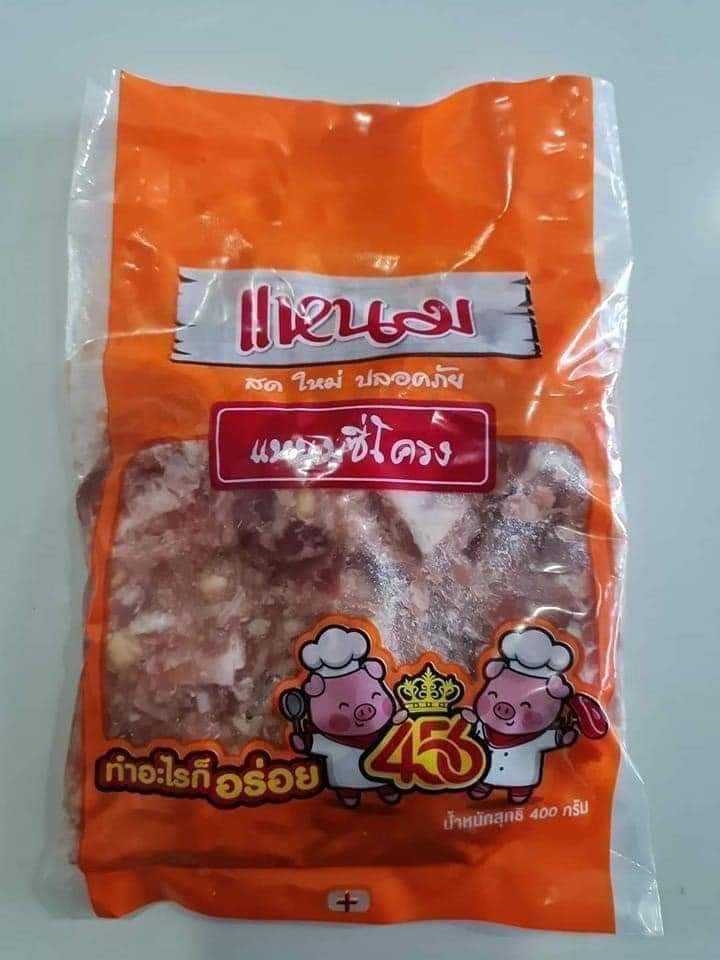 แหนม
สด ใหม่ ปลอดภัย
แหนมซี่โครง
456
ทำอะไรก็ อร่อย
น้ำหนักสุทธิ 400 กรัม